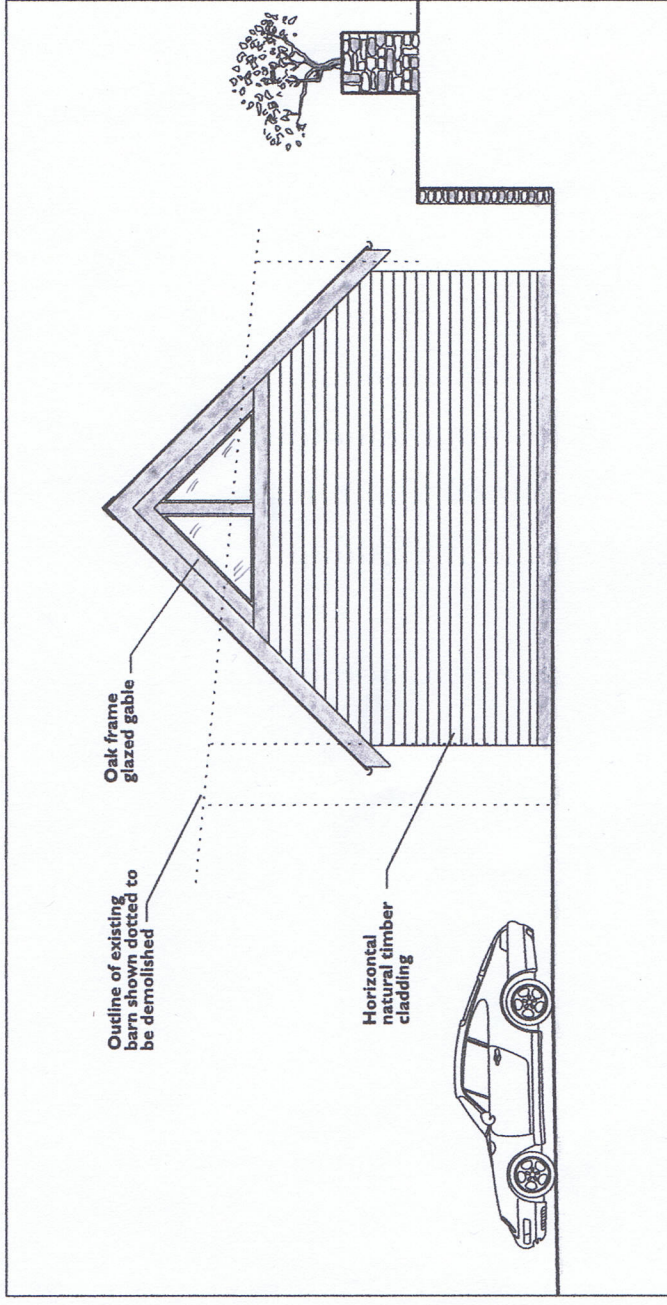 Outline of existing
barn shown dotted to
be demolished
Oak frame
glazed gable
Horizontal
natural timber
cladding